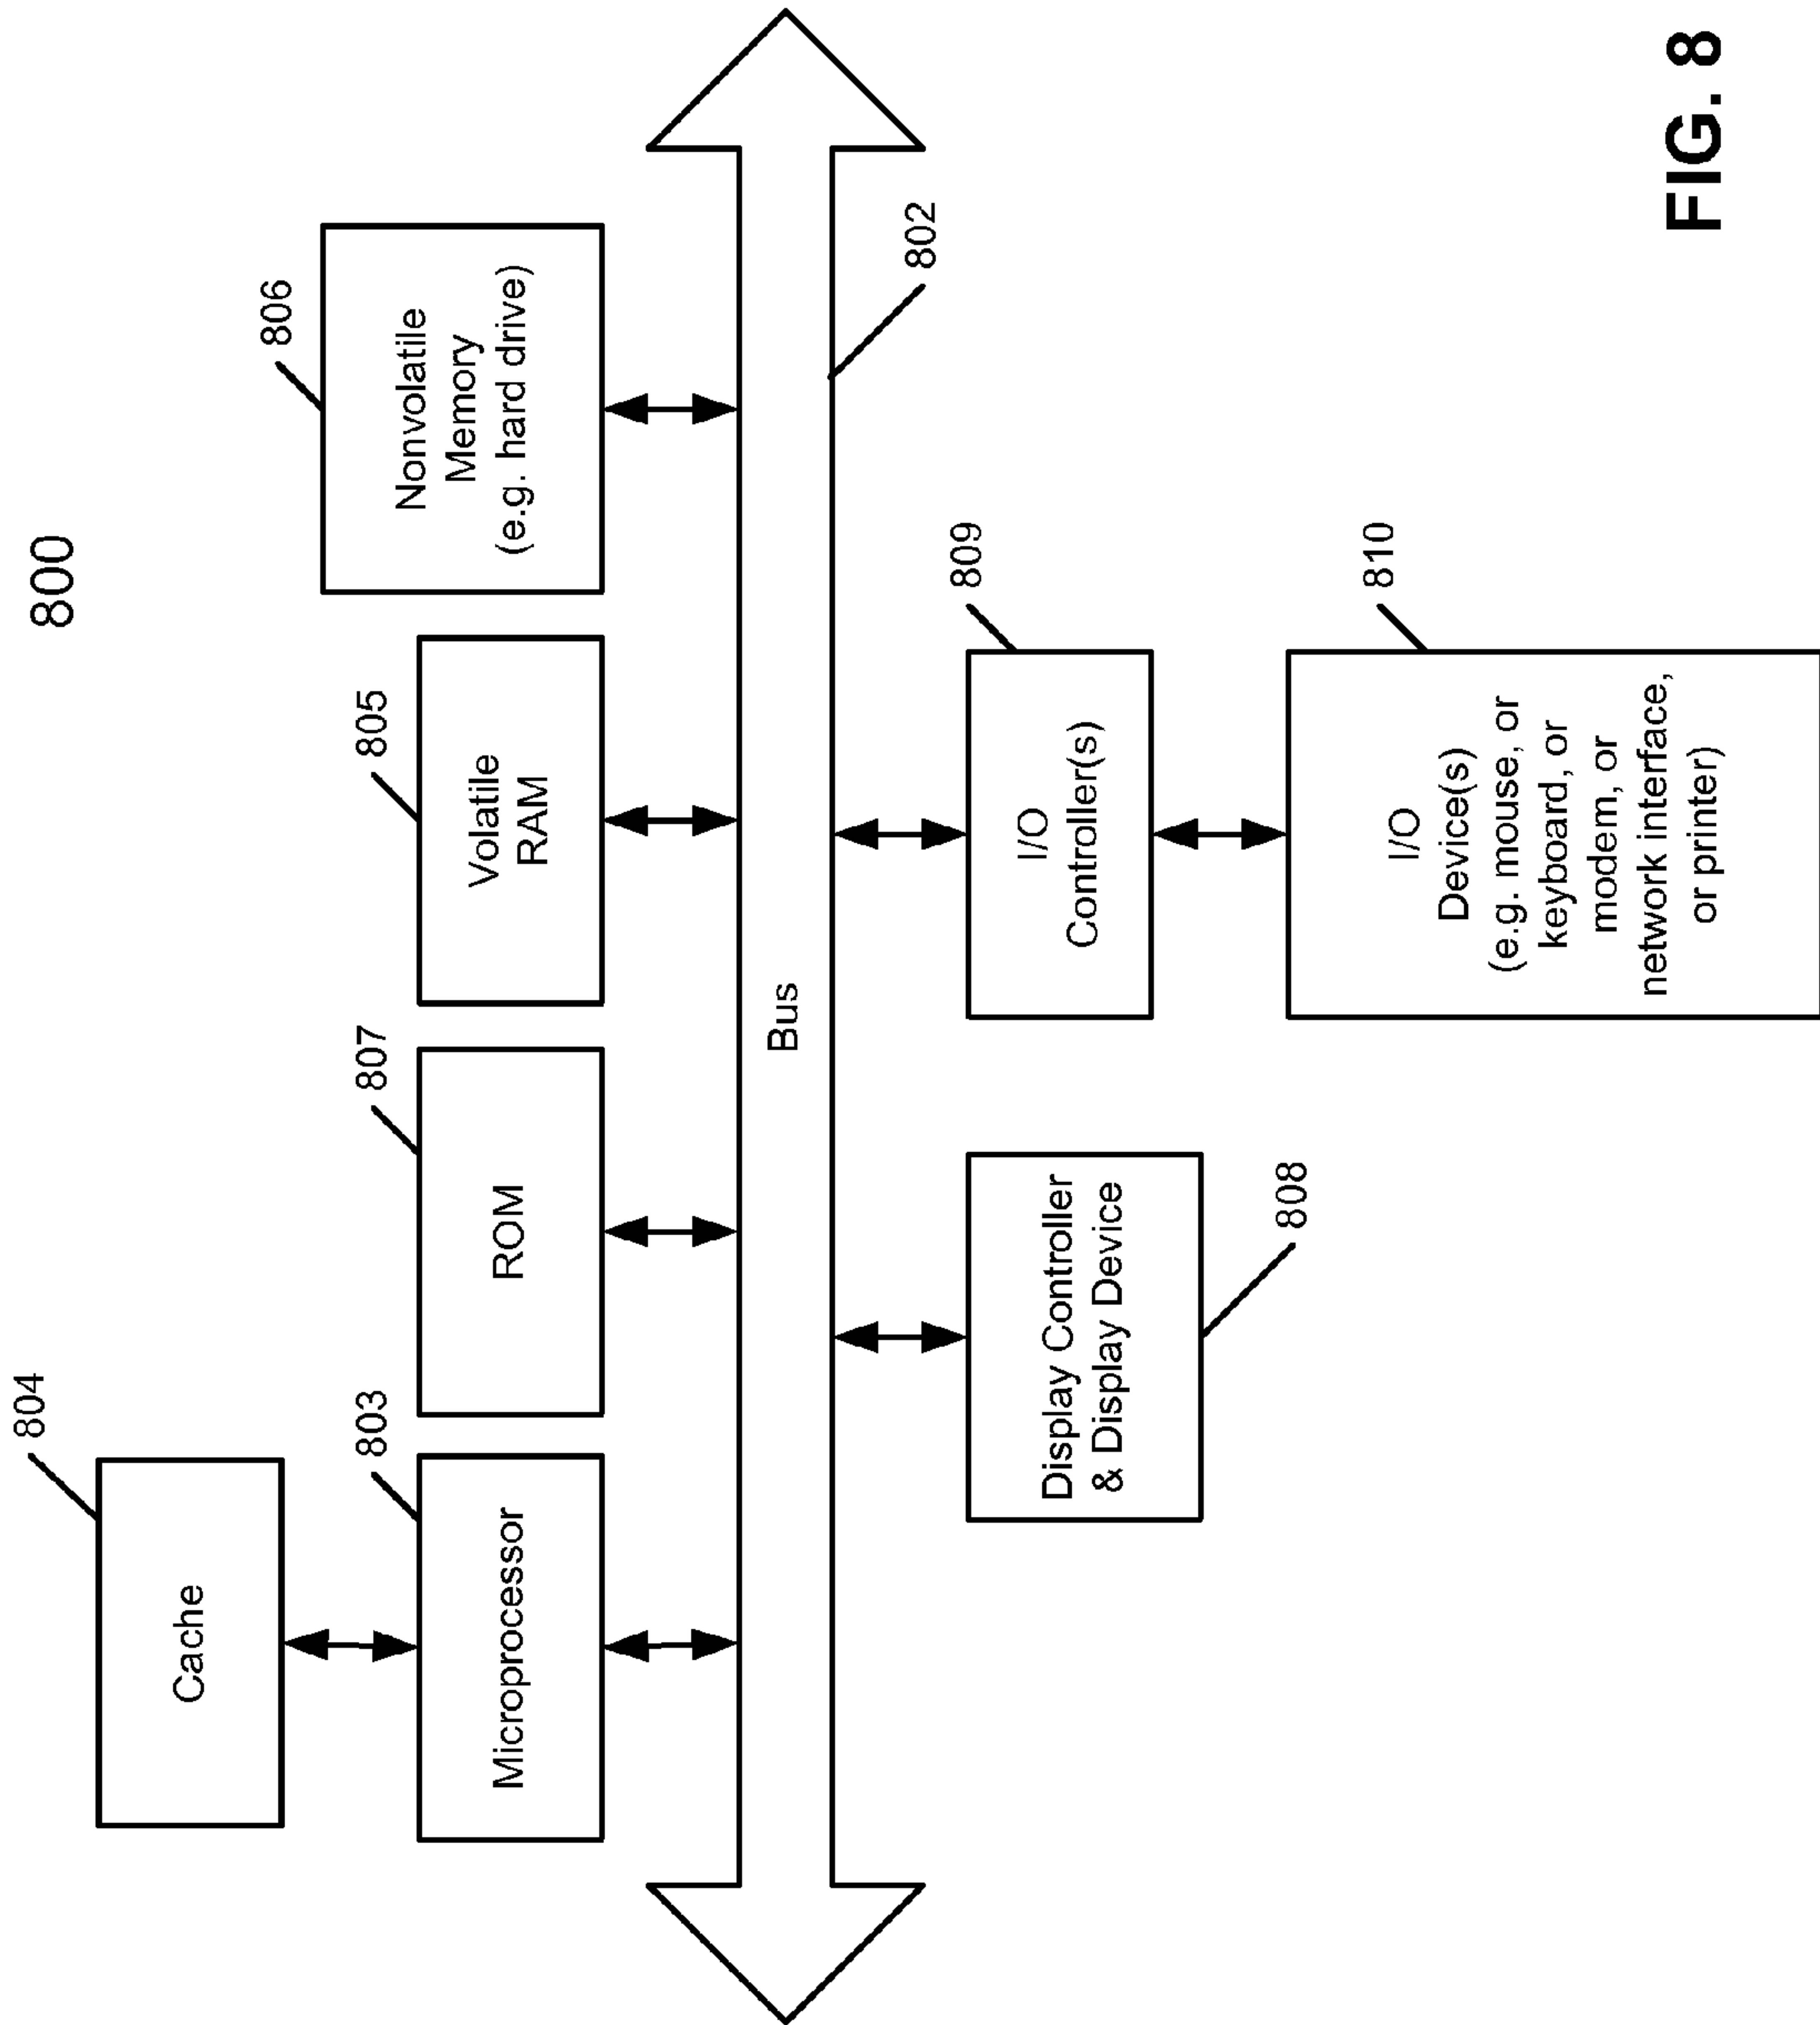 800
804
Cache
803
Microprocessor
807
ROM
805
Volatile
RAM
806
Nonvolatile
Memory
(e.g. hard drive)
Bus
802
Display Controller
& Display Device
808
809
I/O
Controller(s)
810
I/O
Device(s)
(e.g. mouse, or
keyboard, or
modem, or
network interface,
or printer)
FIG. 8